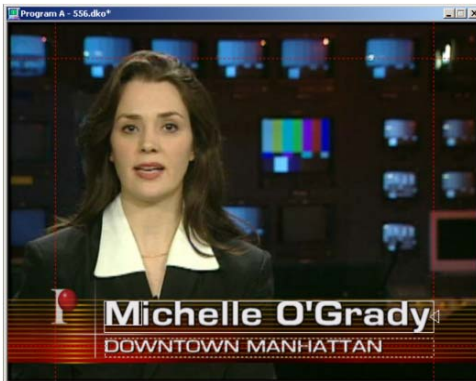 Program A - 556.dko*
Michelle O'Grady
DOWNTOWN MANHATTAN